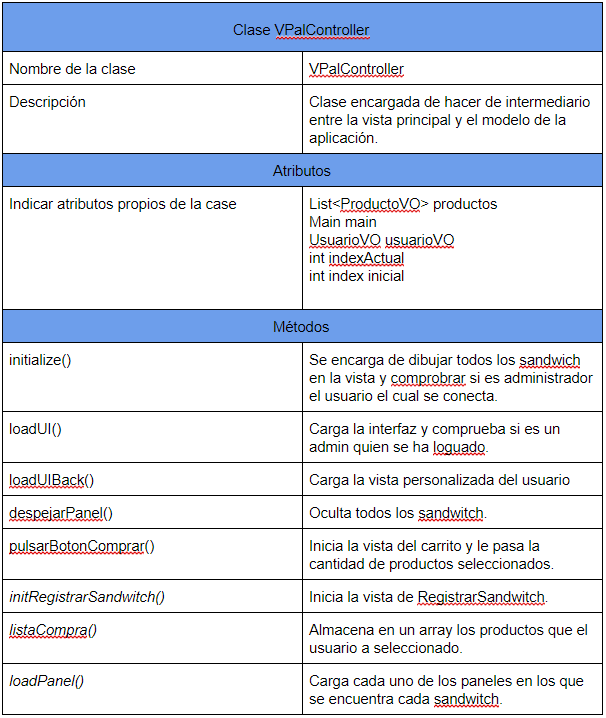 Clase VPalController
Nombre de la clase
VPalController
Descripción
Clase encargada de hacer de intermediario
entre la vista principal y el modelo de la
aplicación.
Atributos
Indicar atributos propios de la case
List<ProductoVO> productos
Main main
UsuarioVO usuarioVO
int indexActual
int index inicial
Métodos
initialize()
Se encarga de dibujar todos los sandwich
en la vista y comprobrar si es administrador
el usuario el cual se conecta.
loadUI()
Carga la interfaz y comprueba si es un
admin quien se ha loguado.
loadUIBack()
Carga la vista personalizada del usuario
despejarPanel()
Oculta todos los sandwitch.
pulsarBotonComprar()
Inicia la vista del carrito y le pasa la
cantidad de productos seleccionados.
initRegistrarSandwitch()
Inicia la vista de RegistrarSandwitch.
listaCompra()
Almacena en un array los productos que el
usuario a seleccionado.
loadPanel()
Carga cada uno de los paneles en los que
se encuentra cada sandwitch.